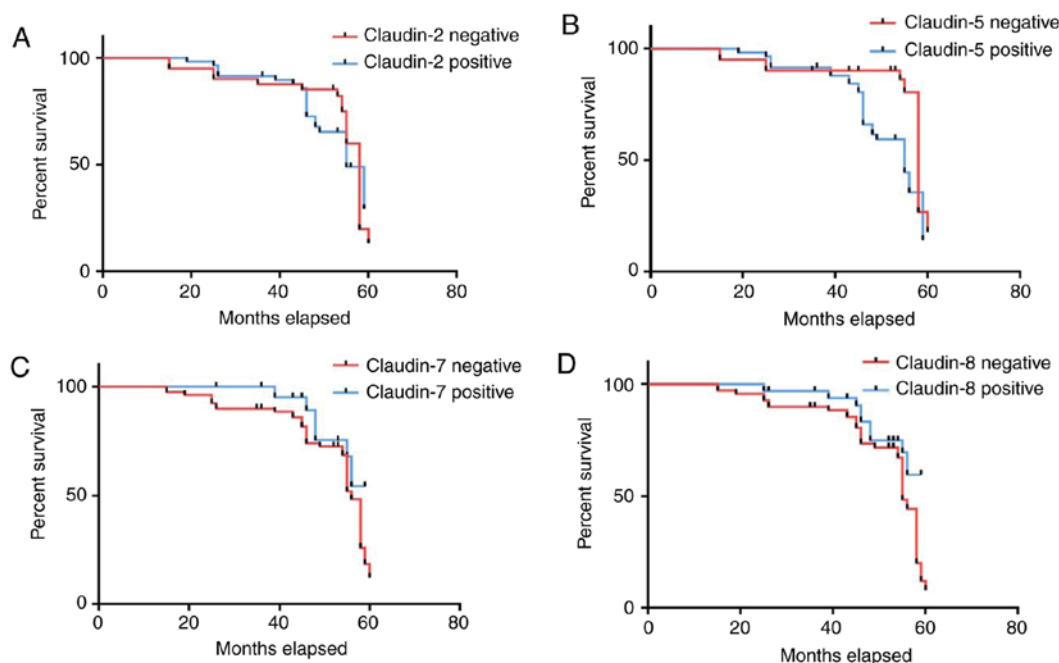 A
Claudin-2 negative
Claudin-2 positive
100
50
0
Percent survival
0 20 40 60 80
Months elapsed
B
Claudin-5 negative
Claudin-5 positive
100
50
0
Percent survival
0 20 40 60 80
Months elapsed
C
Claudin-7 negative
Claudin-7 positive
100
50
0
Percent survival
0 20 40 60 80
Months elapsed
D
Claudin-8 negative
Claudin-8 positive
100
50
0
Percent survival
0 20 40 60 80
Months elapsed